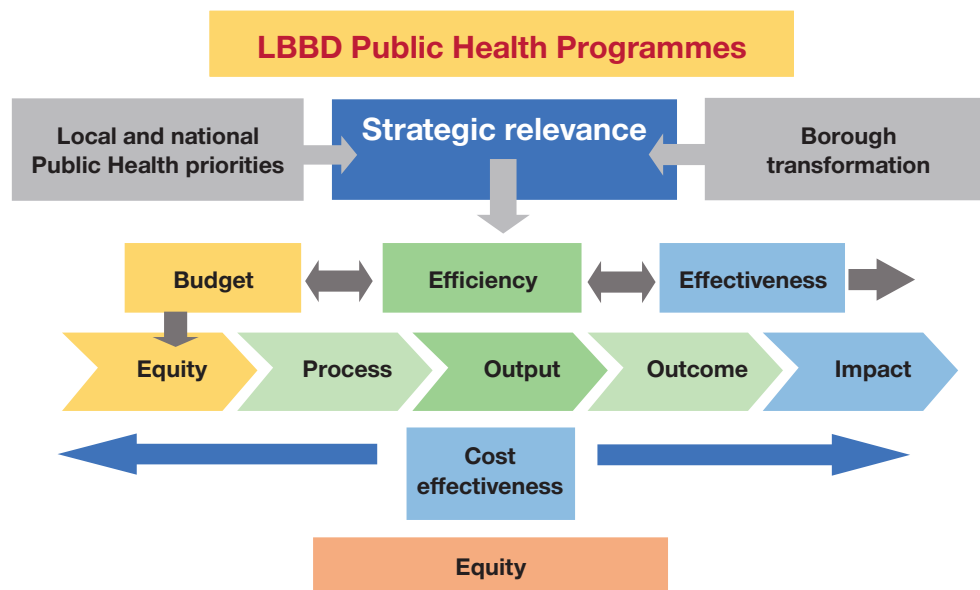 LBBD Public Health Programmes
Local and national
Public Health priorities
Strategic relevance
Borough
transformation
Budget
Efficiency
Effectiveness
Equity
Process
Output
Outcome
Impact
Cost
effectiveness
Equity